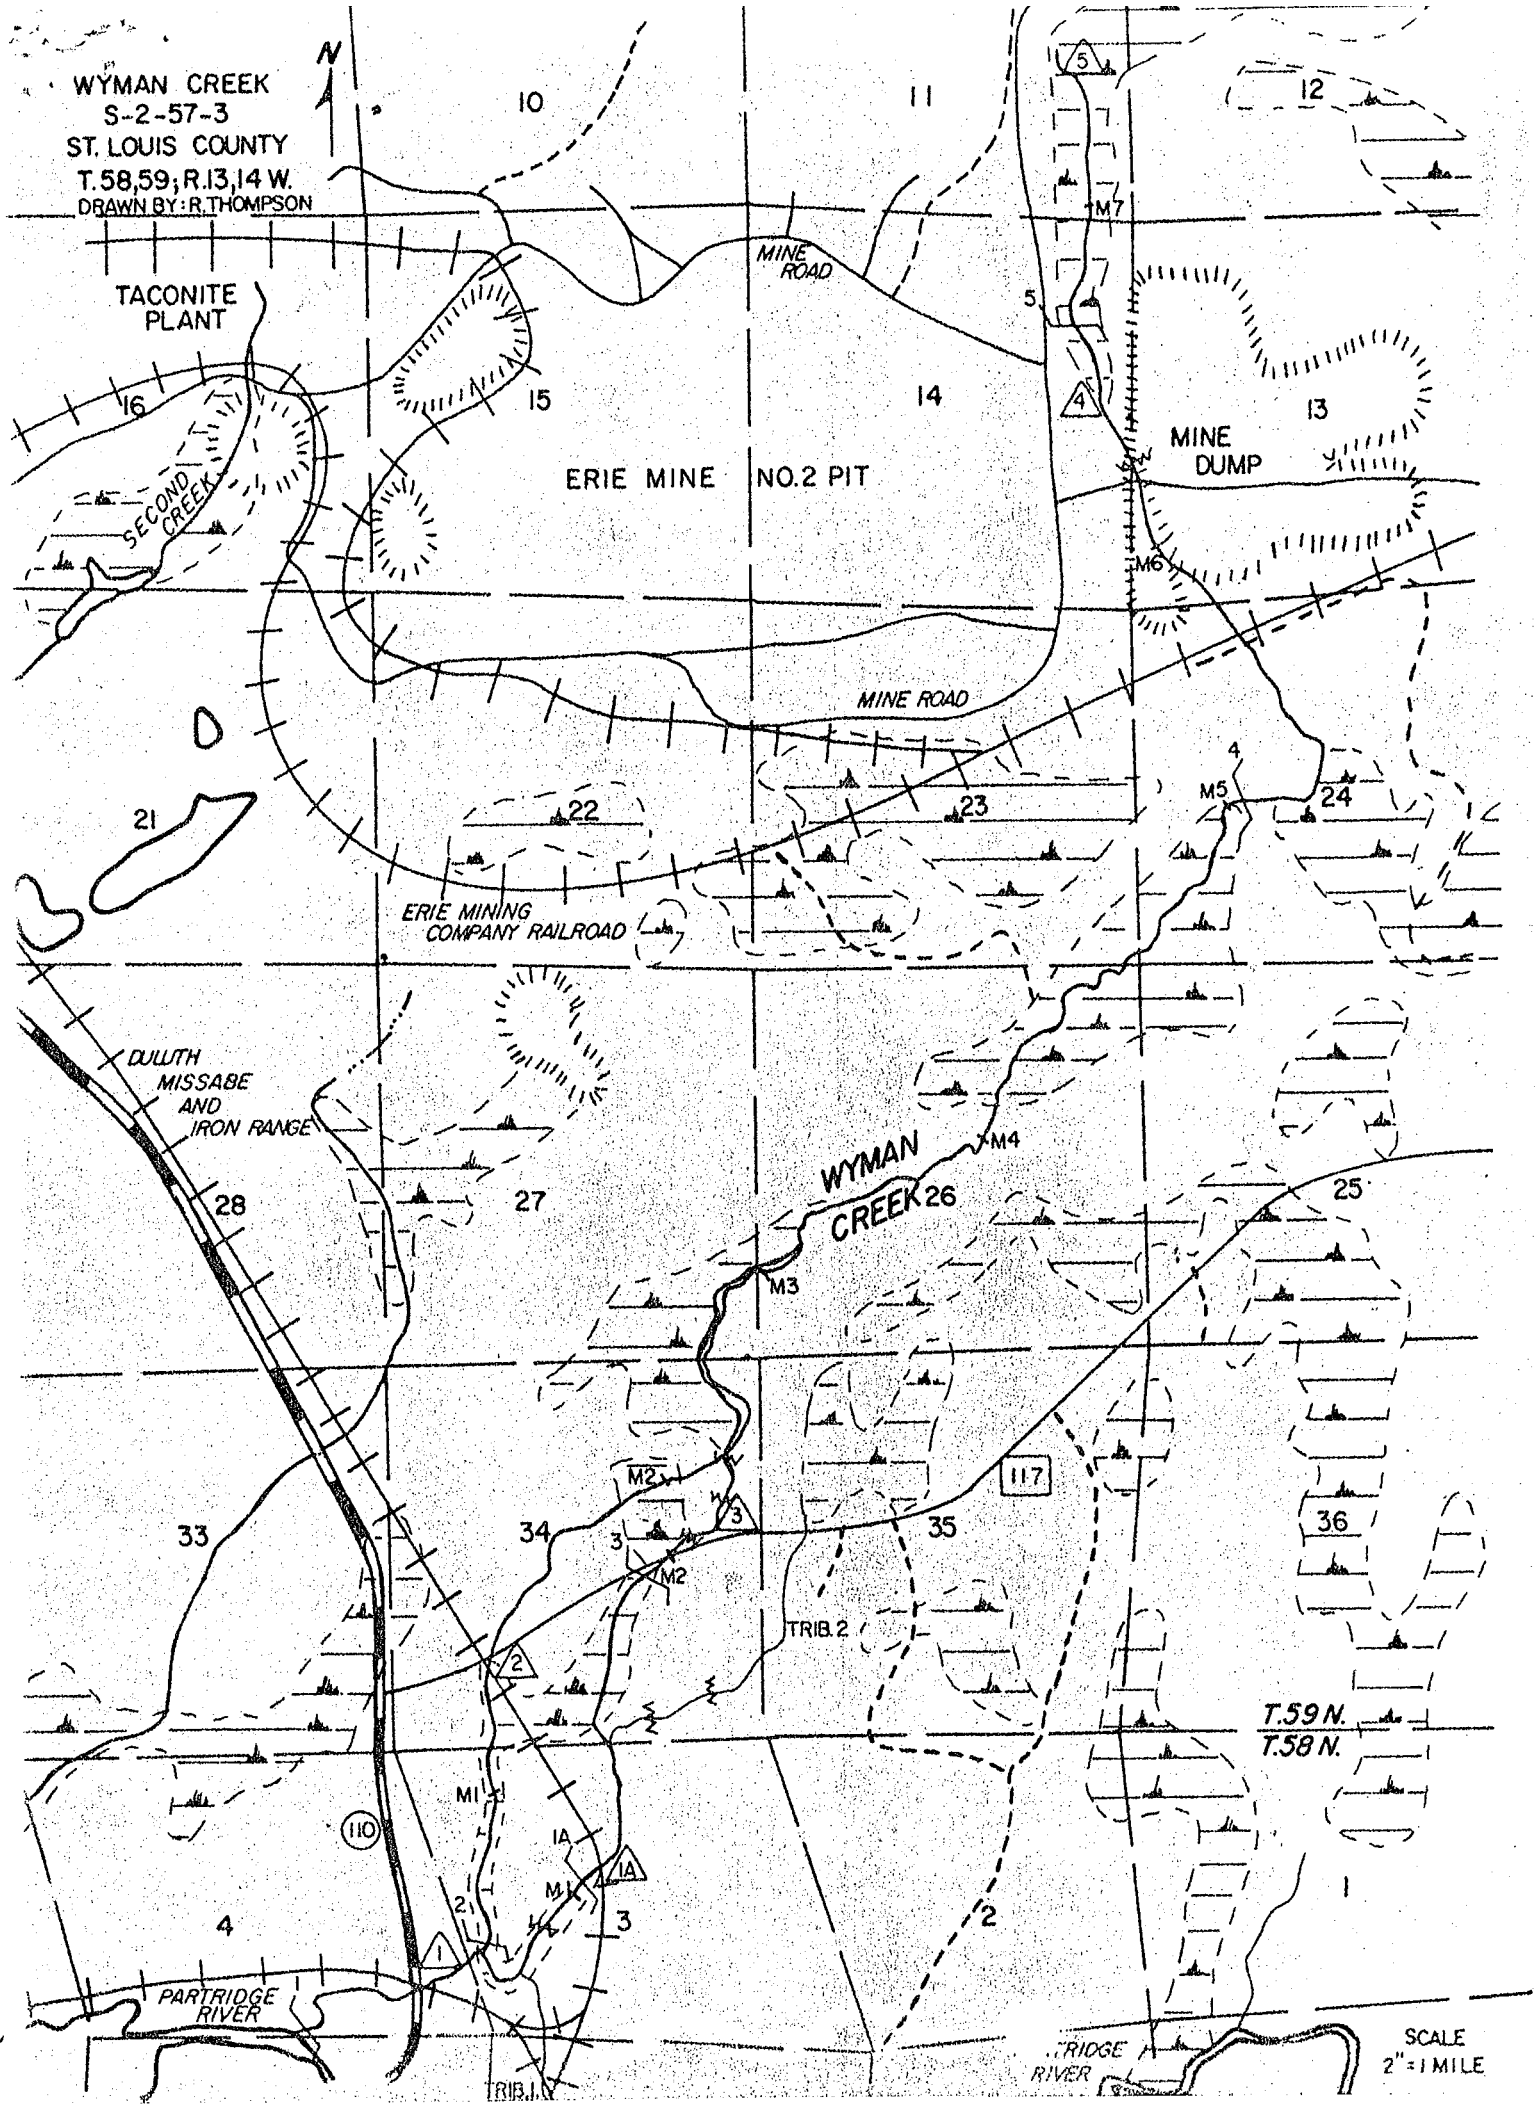 WYMAN CREEK
S-2-57-3
ST. LOUIS COUNTY
T.58,59; R.13,14 W.
DRAWN BY: R.THOMPSON
N
10
11
12
5
M7
MINE
ROAD
TACONITE
PLANT
5
16
15
14
4
13
MINE
DUMP
ERIE MINE NO.2 PIT
SECOND
CREEK
M6
MINE ROAD
4
M5
24
21
22
23
ERIE MINING
COMPANY RAILROAD
DULUTH
MISSABE
AND
IRON RANGE
M4
WYMAN
CREEK
28
27
26
25
M3
M2
117
3
33
34
3
35
36
M2
TRIB.2
2
T.59 N.
T.58 N.
M1
110
1A
1A
M1
2
4
3
2
1
1
PARTRIDGE
RIVER
RIDGE
RIVER
SCALE
2"=1 MILE
TRIB.1